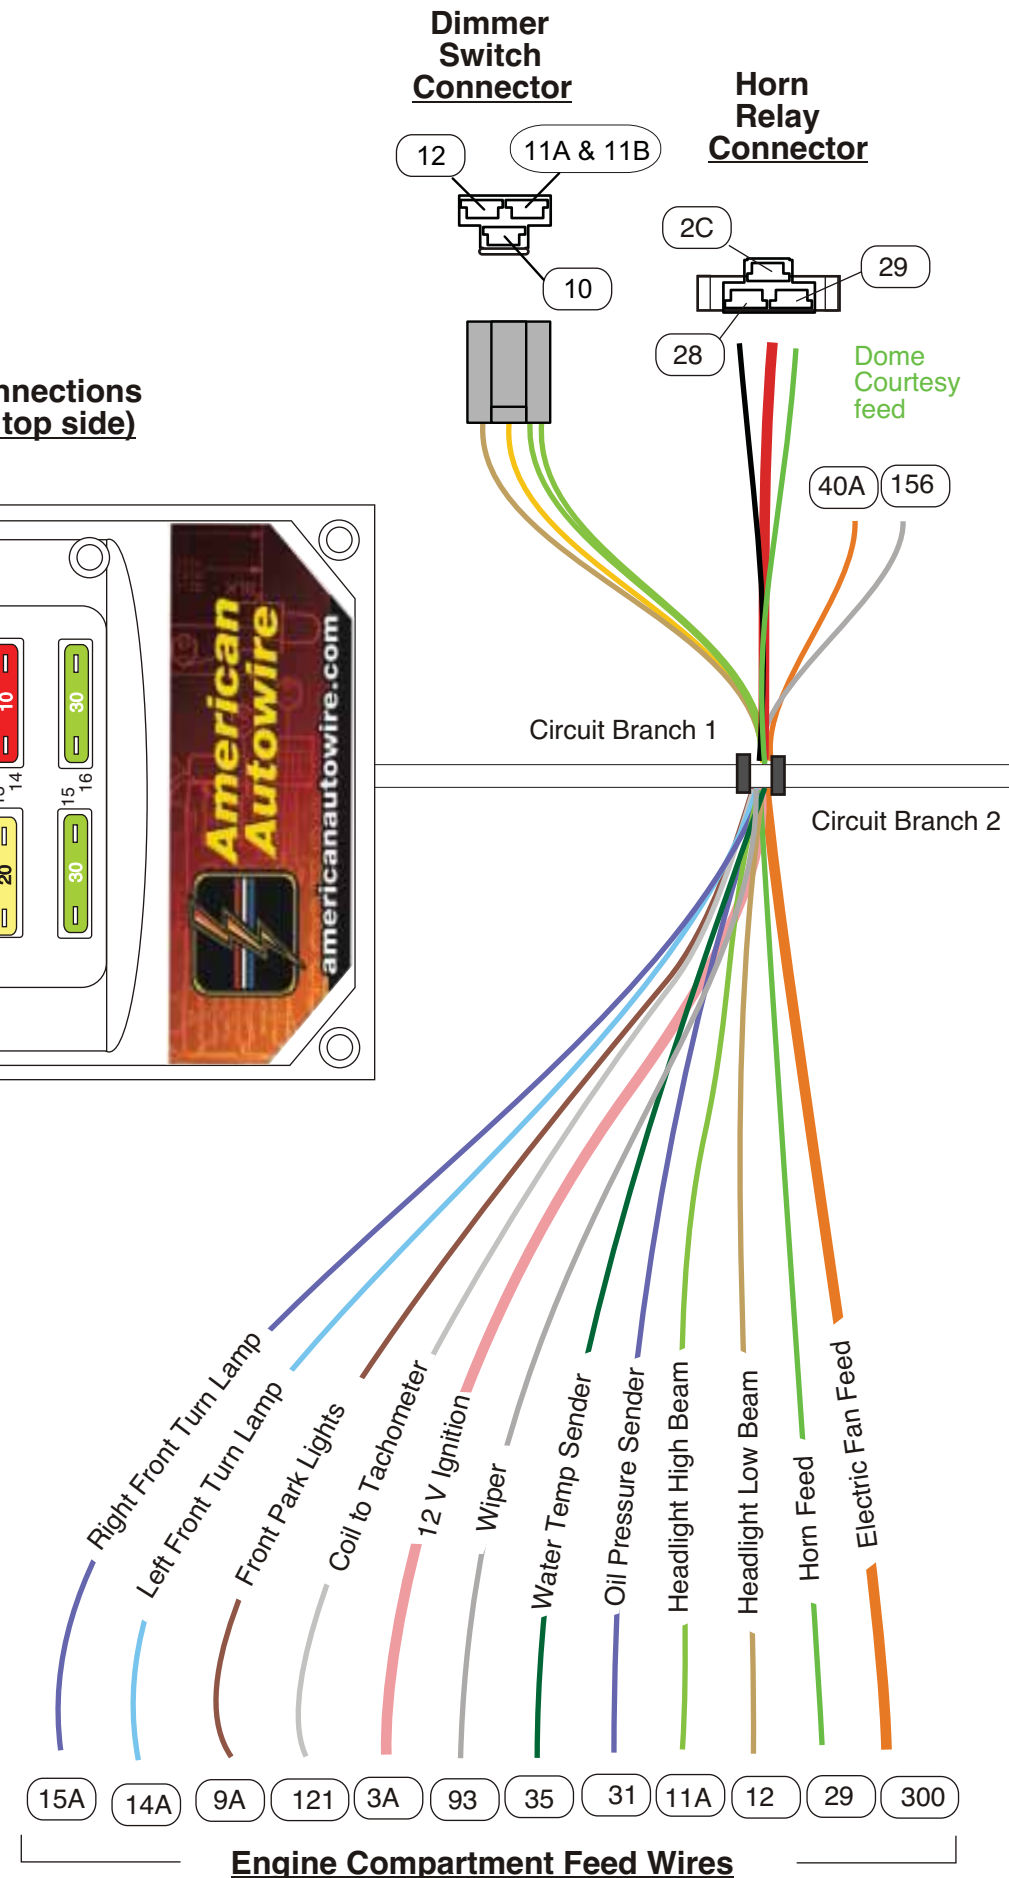 Dimmer
Switch
Connector
Horn
Relay
Connector
12
11A & 11B
10
2C
29
28
Dome
Courtesy
feed
40A
156
nnections
top side)
10
30
14
15
16
20
30
American
Autowire
americanautowire.com
Circuit Branch 1
Circuit Branch 2
Right Front Turn Lamp
Left Front Turn Lamp
Front Park Lights
Coil to Tachometer
12 V Ignition
Wiper
Water Temp Sender
Oil Pressure Sender
Headlight High Beam
Headlight Low Beam
Horn Feed
Electric Fan Feed
15A
14A
9A
121
3A
93
35
31
11A
12
29
300
Engine Compartment Feed Wires